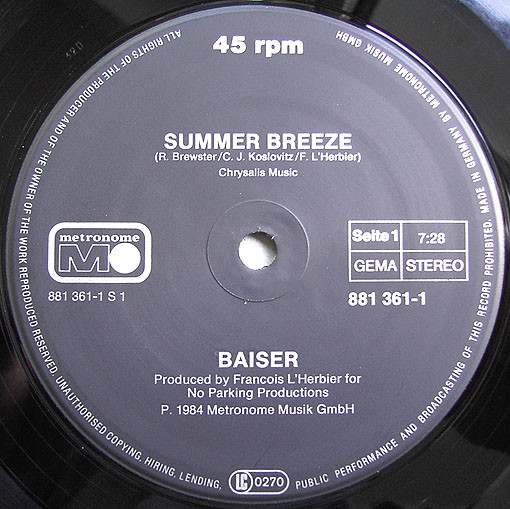 45 rpm
SUMMER BREEZE
(R. Brewster/C. J. Koslovitz/F. L'Herbier)
Chrysalis Music
metronome
M
881 361-1 S 1
Seite 1 7:28
GEMA STEREO
881 361-1
BAISER
Produced by Francois L'Herbier for
No Parking Productions
P. 1984 Metronome Musik GmbH
ALL RIGHTS OF THE PRODUCER AND OF THE OWNER OF THE WORK REPRODUCED RESERVED. UNAUTHORISED COPYING, HIRING, LENDING, PUBLIC PERFORMANCE AND BROADCASTING OF THIS RECORD PROHIBITED. MADE IN WEST GERMANY BY METRONOME MUSIK GMBH
LC 0270